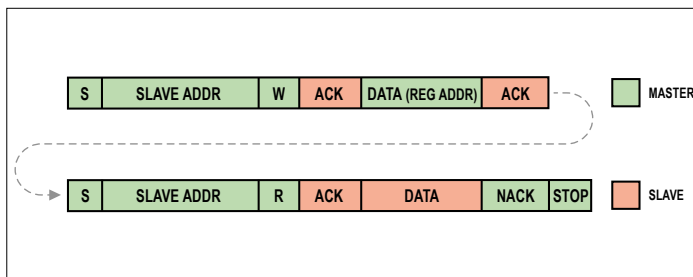 S SLAVE ADDR W ACK DATA (REG ADDR) ACK MASTER
S SLAVE ADDR R ACK DATA NACK STOP SLAVE